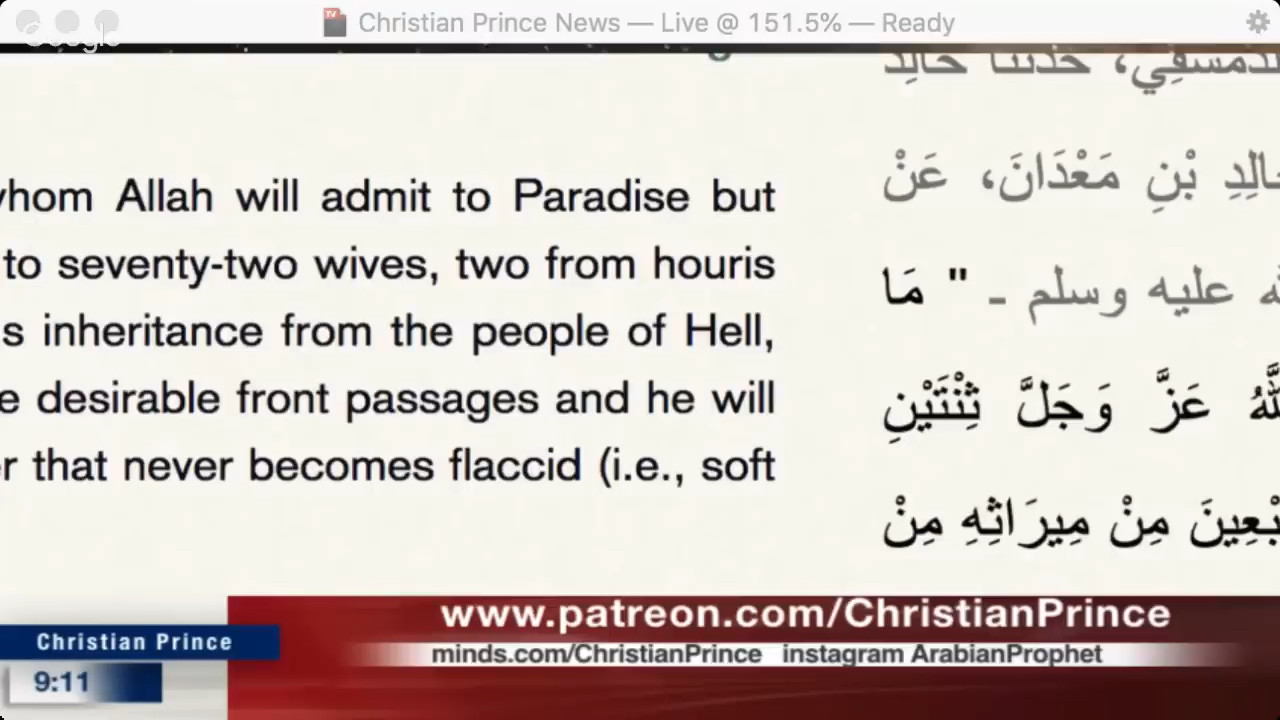 Christian Prince News — Live @ 151.5% — Ready
Google
whom Allah will admit to Paradise but
to seventy-two wives, two from houris
s inheritance from the people of Hell,
e desirable front passages and he will
r that never becomes flaccid (i.e., soft
حَدَّثَنَا خَالِدُ
خَالِدِ بْنِ مَعْدَانَ، عَنْ
عليه وسلم ـ " مَا
اللَّهُ عَزَّ وَجَلَّ ثِنْتَيْنِ
مِنْ مِيرَاثِهِ مِنْ
www.patreon.com/ChristianPrince
minds.com/ChristianPrince instagram ArabianProphet
Christian Prince
9:11